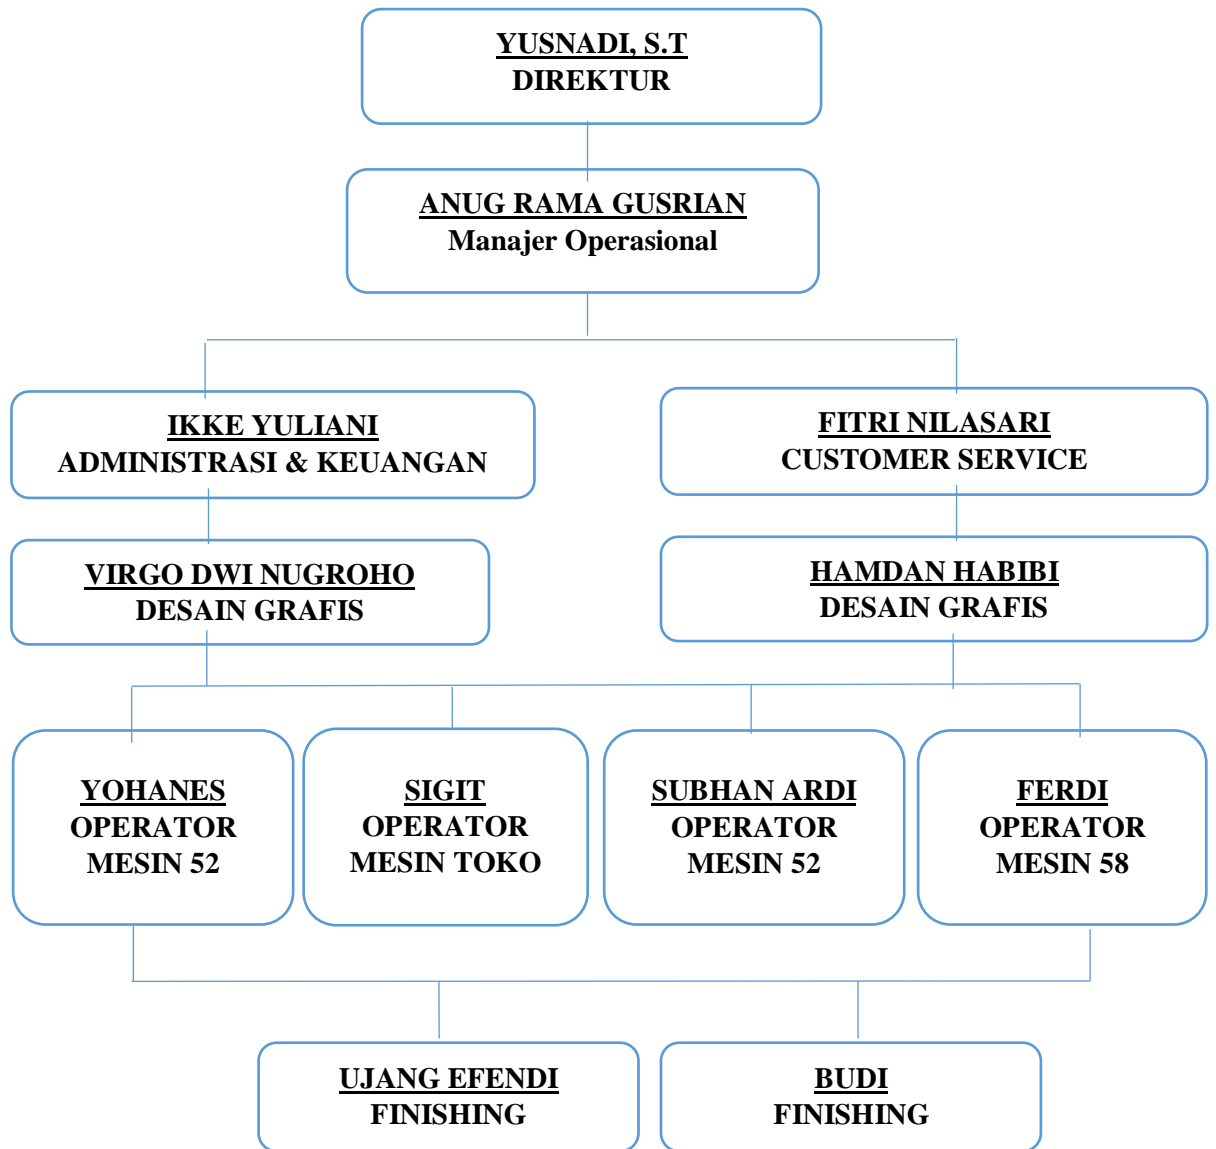 YUSNADI, S.T
DIREKTUR
ANUG RAMA GUSRIAN
Manajer Operasional
IKKE YULIANI
ADMINISTRASI & KEUANGAN
FITRI NILASARI
CUSTOMER SERVICE
VIRGO DWI NUGROHO
DESAIN GRAFIS
HAMDAN HABIBI
DESAIN GRAFIS
YOHANES
OPERATOR
MESIN 52
SIGIT
OPERATOR
MESIN TOKO
SUBHAN ARDI
OPERATOR
MESIN 52
FERDI
OPERATOR
MESIN 58
UJANG EFENDI
FINISHING
BUDI
FINISHING